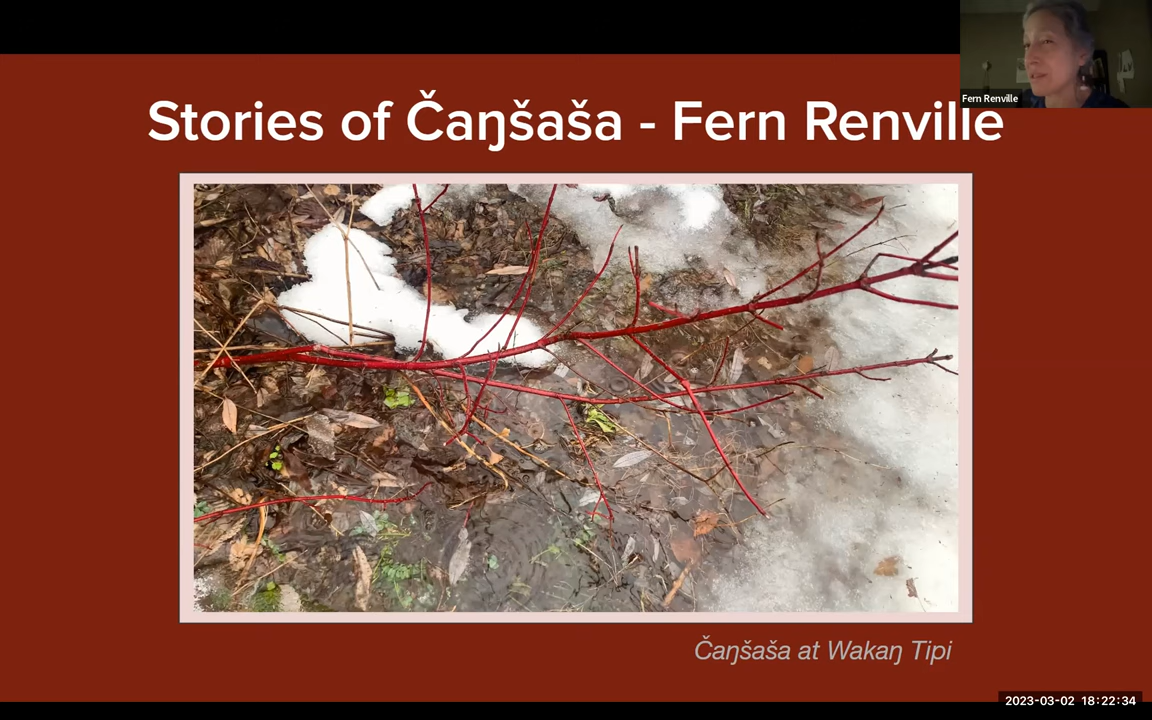 Fern Renville
Stories of Čaŋšaša - Fern Renville
Čaŋšaša at Wakaŋ Tipi
2023-03-02 18:22:34